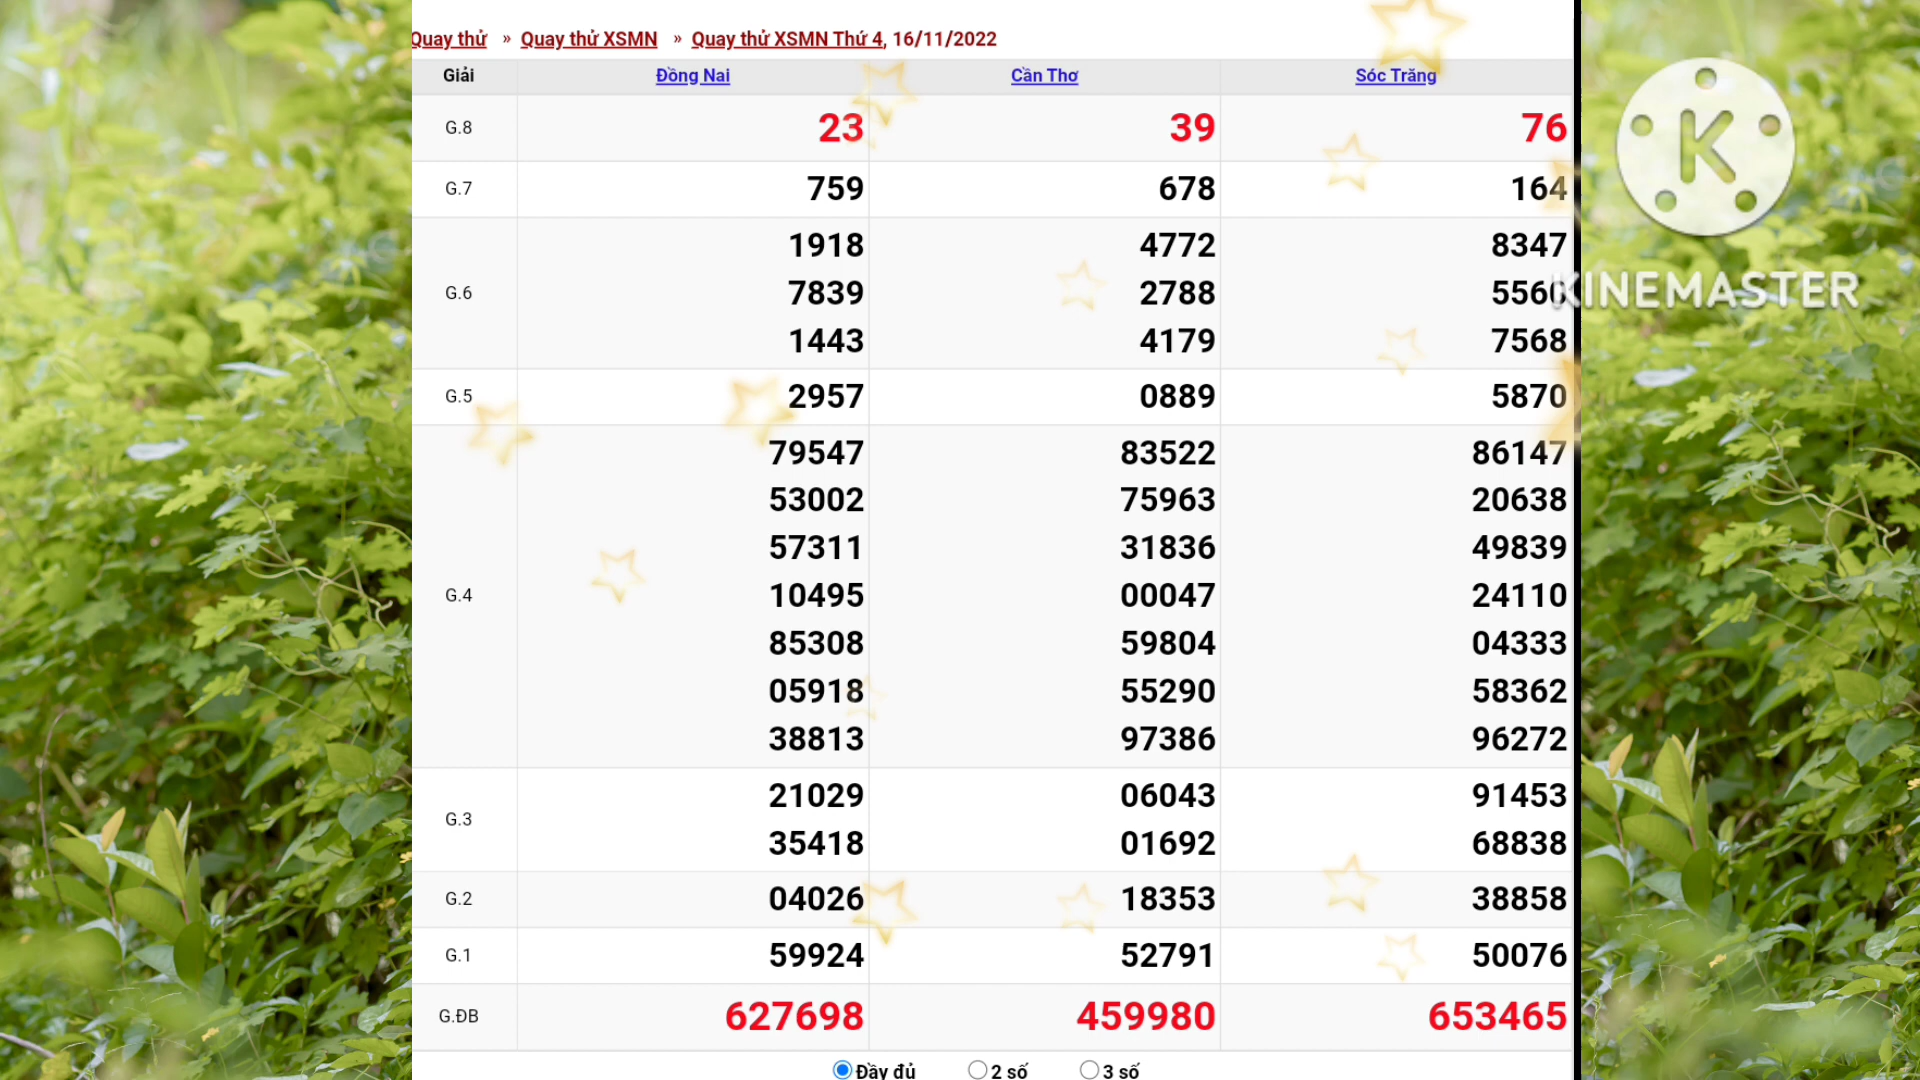 Quay thử » Quay thử XSMN » Quay thử XSMN Thứ 4, 16/11/2022
Giải Đồng Nai Cần Thơ Sóc Trăng
G.8 23 39 76
G.7 759 678 164
G.6
1918 4772 8347
7839 2788 5560
1443 4179 7568
G.5 2957 0889 5870
G.4
79547 83522 86147
53002 75963 20638
57311 31836 49839
10495 00047 24110
85308 59804 04333
05918 55290 58362
38813 97386 96272
G.3
21029 06043 91453
35418 01692 68838
G.2 04026 18353 38858
G.1 59924 52791 50076
G.ĐB 627698 459980 653465
Đầy đủ 2 số 3 số
K
KINEMASTER